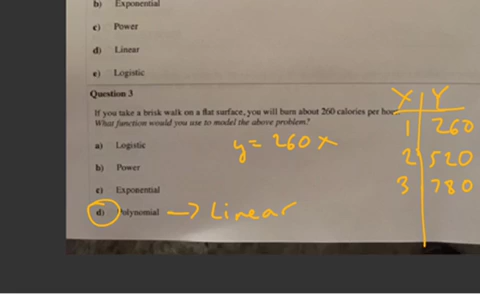 b) Exponential
c) Power
d) Linear
e) Logistic
Question 3
If you take a brisk walk on a flat surface, you will burn about 260 calories per
What function would you use to model the above problem?
a) Logistic
b) Power
c) Exponential
d) Polynomial → Linear
y = 260x
X Y
1 260
2 520
3 780